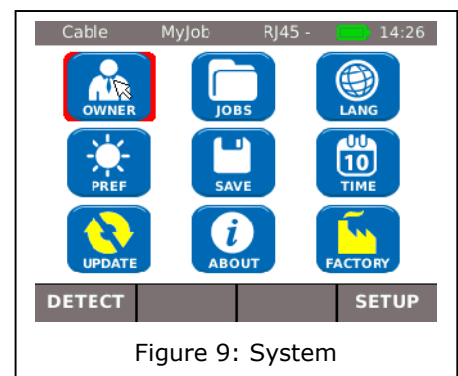 Cable MyJob RJ45 - 14:26
OWNER JOBS LANG
PREF SAVE 10 TIME
UPDATE i ABOUT FACTORY
DETECT SETUP
Figure 9: System